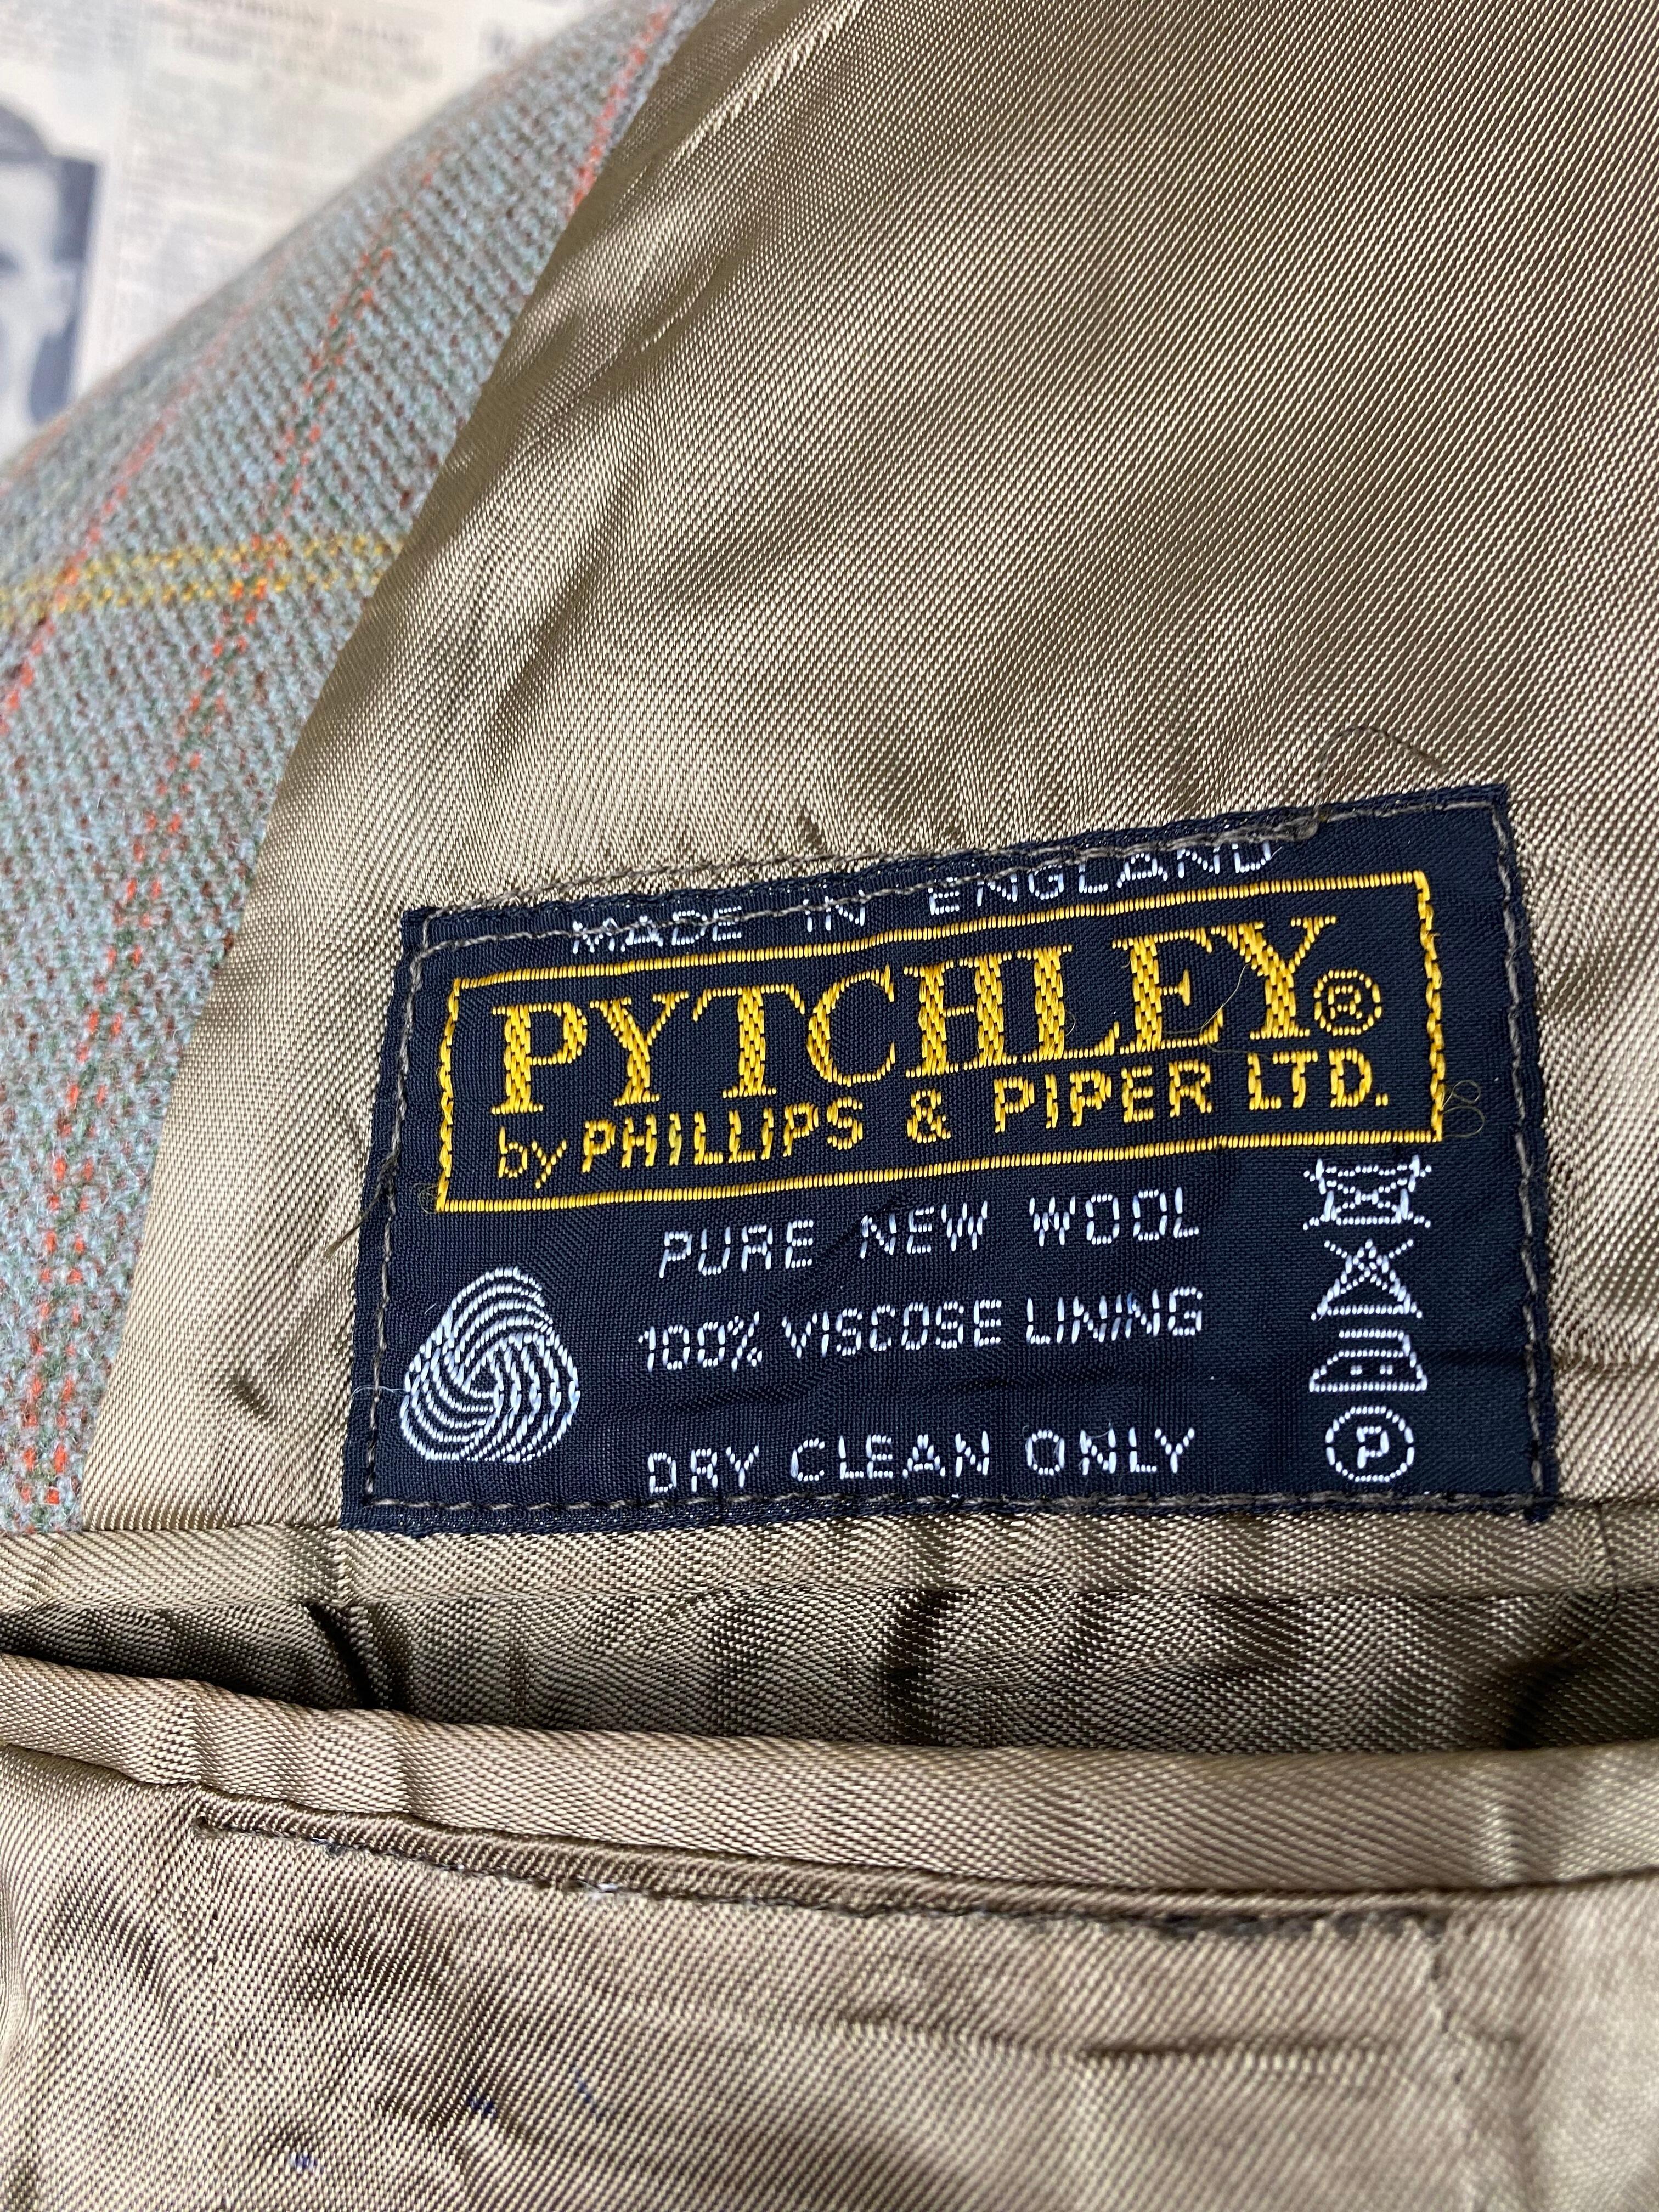 MADE IN ENGLAND
PYTCHLEY®
by PHILLIPS & PIPER LTD.
PURE NEW WOOL
100% VISCOSE LINING
DRY CLEAN ONLY
P